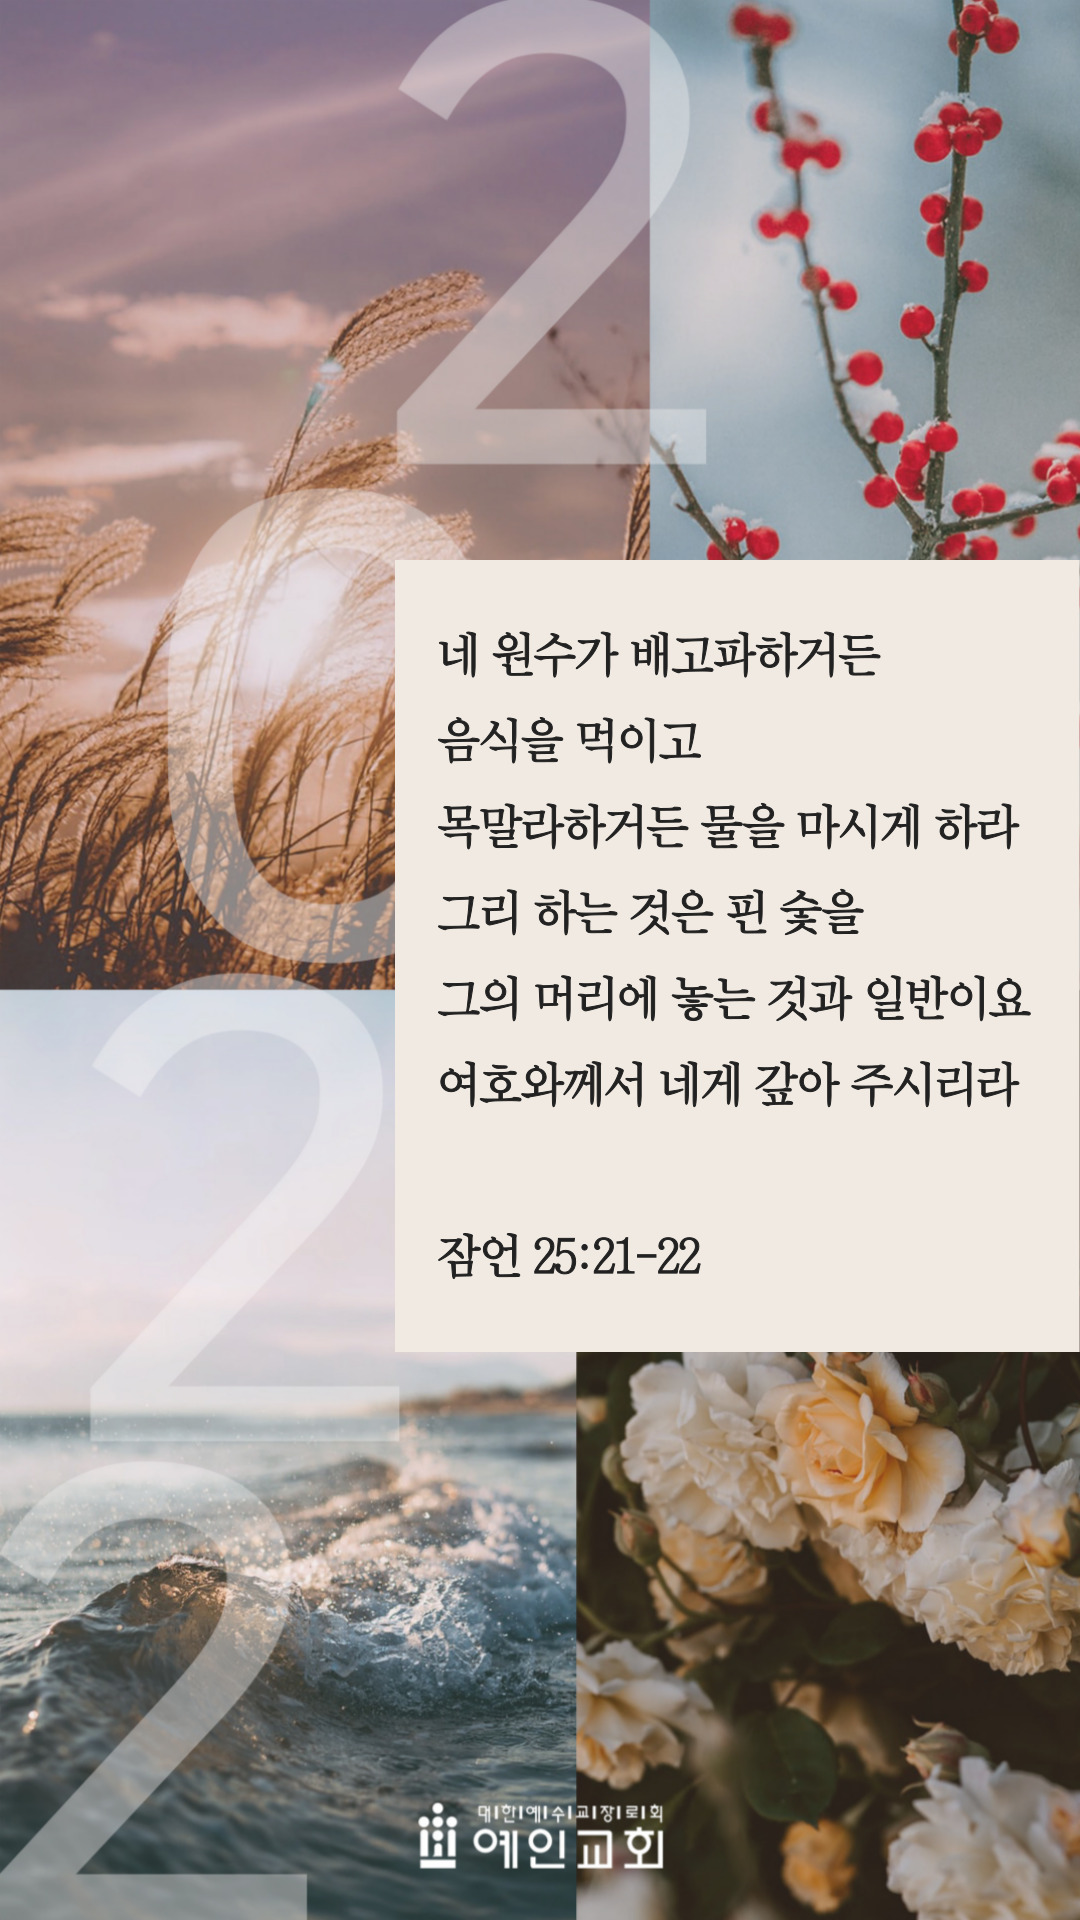 2
0
2
2
네 원수가 배고파하거든
음식을 먹이고
목말라하거든 물을 마시게 하라
그리 하는 것은 핀 숯을
그의 머리에 놓는 것과 일반이요
여호와께서 네게 갚아 주시리라
잠언 25:21-22
대한예수교장로회
예인교회